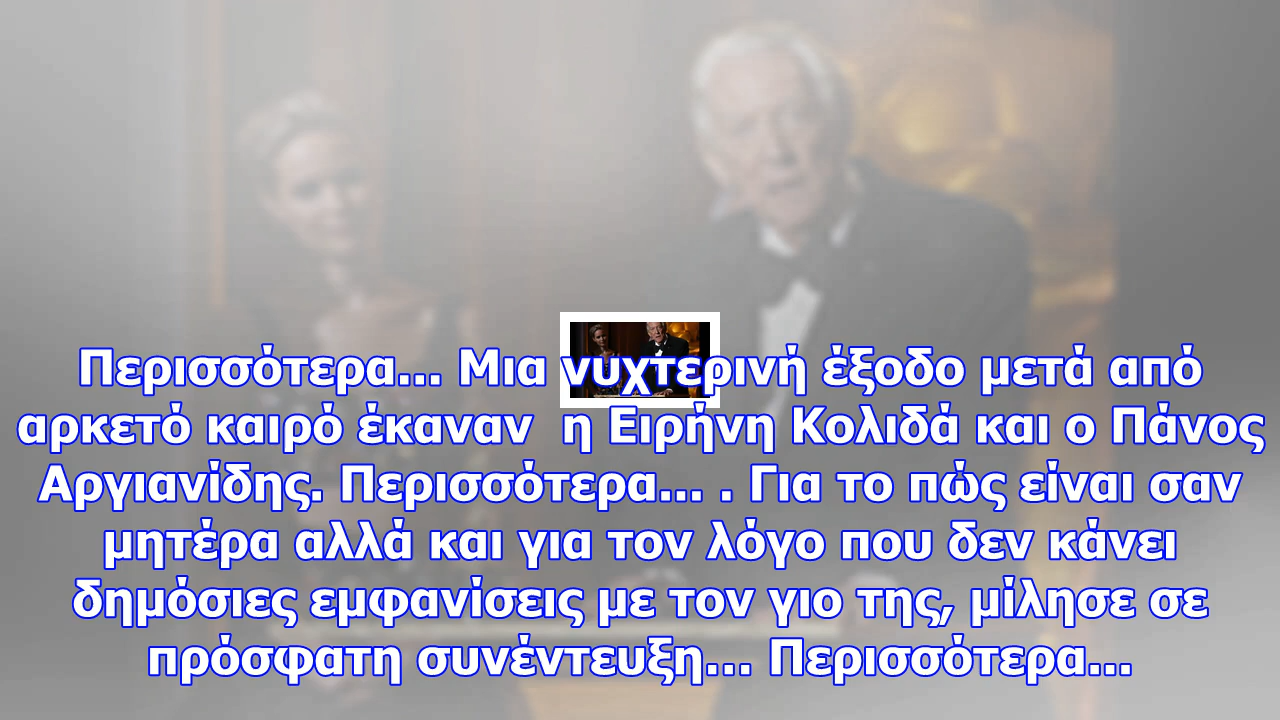 Περισσότερα... Μια νυχτερινή έξοδο μετά από
αρκετό καιρό έκαναν  η Ειρήνη Κολιδά και ο Πάνος
Αργιανίδης. Περισσότερα... . Για το πώς είναι σαν
μητέρα αλλά και για τον λόγο που δεν κάνει
δημόσιες εμφανίσεις με τον γιο της, μίλησε σε
πρόσφατη συνέντευξη... Περισσότερα...